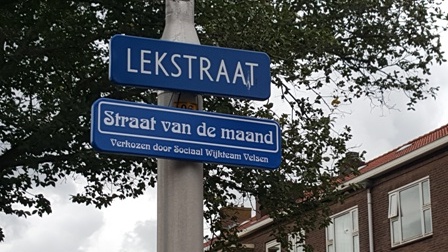 LEKSTRAAT
Straat van de maand
Verkozen door Sociaal Wijkteam Velsen